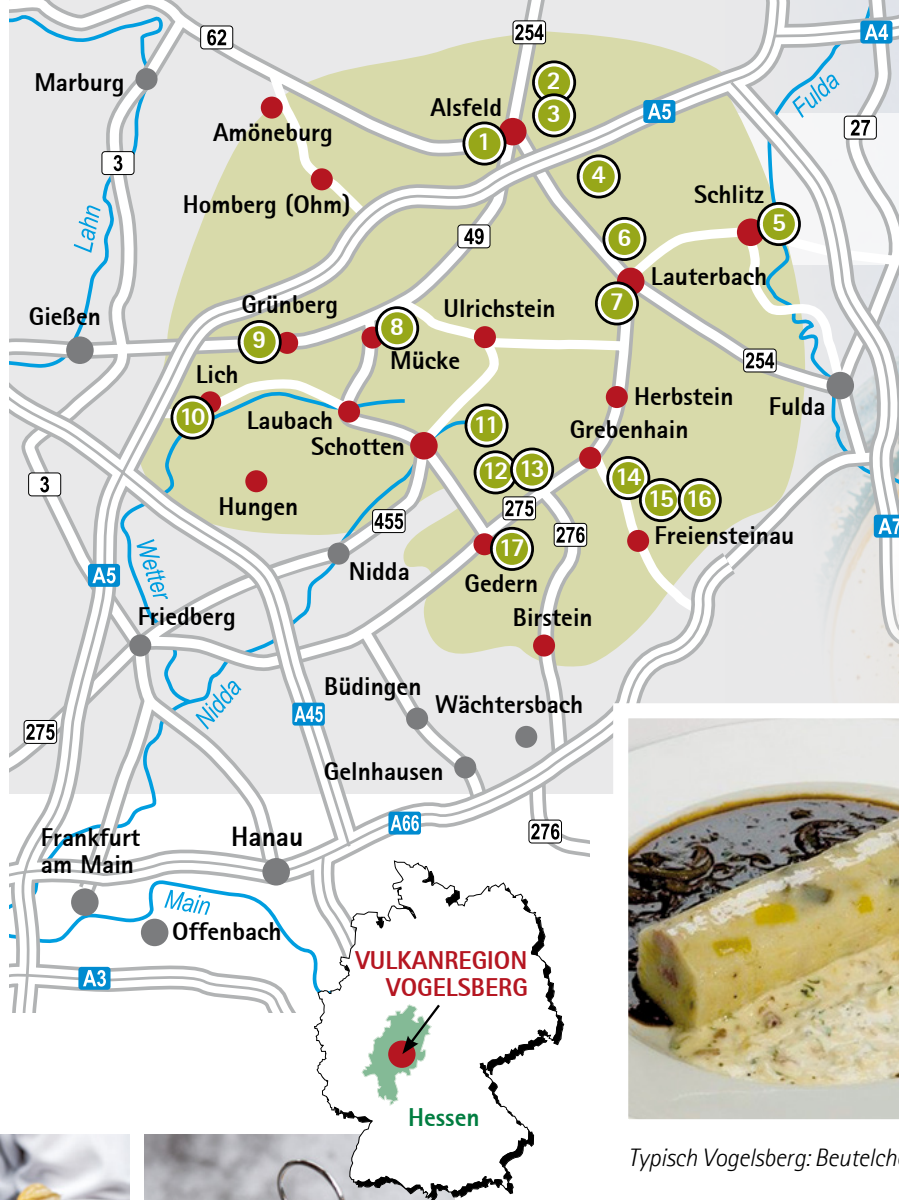 62
254
A4
Marburg
2
Fulda
Alsfeld
3
A5
Amöneburg
1
27
3
4
Homberg (Ohm)
Schlitz
Lahn
5
49
6
Lauterbach
Grünberg
Ulrichstein
7
Gießen
9
8
Mücke
254
Lich
Herbstein
Fulda
10
Laubach
11
Grebenhain
Schotten
12
13
14
3
Hungen
275
15
16
455
276
A7
Wetter
Nidda
17
Freiensteinau
A5
Gedern
Friedberg
Birstein
Büdingen
Nidda
Wächtersbach
275
A45
Gelnhausen
A66
276
Frankfurt
am Main
Hanau
Main
Offenbach
A3
VULKANREGION
VOGELSBERG
Hessen
Typisch Vogelsberg: Beutelch